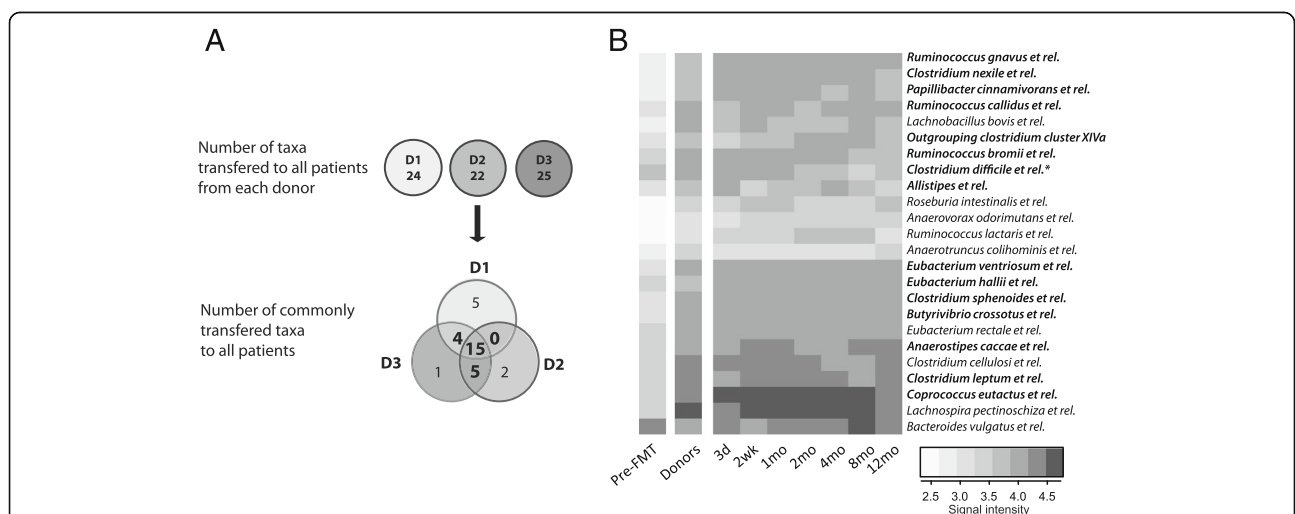 A
Number of taxa
transfered to all patients
from each donor
D1
24
D2
22
D3
25
D1
5
4
0
15
D3
D2
1
5
2
Number of commonly
transfered taxa
to all patients
B
Ruminococcus gnavus et rel.
Clostridium nexile et rel.
Papillibacter cinnamivorans et rel.
Ruminococcus callidus et rel.
Lachnobacillus bovis et rel.
Outgrouping clostridium cluster XIVa
Ruminococcus bromii et rel.
Clostridium difficile et rel.*
Allistipes et rel.
Roseburia intestinalis et rel.
Anaerovorax odorimutans et rel.
Ruminococcus lactaris et rel.
Anaerotruncus colihominis et rel.
Eubacterium ventriosum et rel.
Eubacterium hallii et rel.
Clostridium sphenoides et rel.
Butyrivibrio crossotus et rel.
Eubacterium rectale et rel.
Anaerostipes caccae et rel.
Clostridium cellulosi et rel.
Clostridium leptum et rel.
Coprococcus eutactus et rel.
Lachnospira pectinoschiza et rel.
Bacteroides vulgatus et rel.
Pre-FMT
Donors
3d
2wk
1mo
2mo
4mo
8mo
12mo
2.5 3.0 3.5 4.0 4.5
Signal intensity